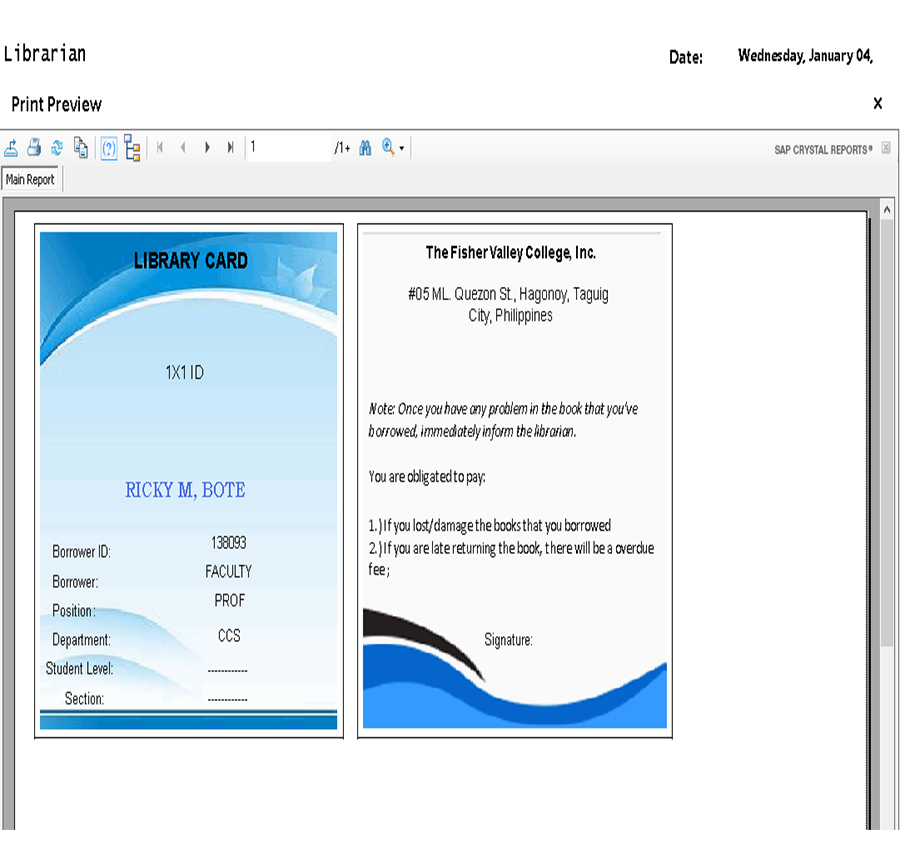 Librarian
Date: Wednesday, January 04,
Print Preview
X
(?)
1
/1+
SAP CRYSTAL REPORTS®
Main Report
LIBRARY CARD
1X1 ID
RICKY M, BOTE
Borrower ID: 138093
Borrower: FACULTY
Position: PROF
Department: CCS
Student Level: ------------
Section: ------------
The Fisher Valley College, Inc.
#05 ML. Quezon St., Hagonoy, Taguig
City, Philippines
Note: Once you have any problem in the book that you've
borrowed, immediately inform the librarian.
You are obligated to pay:
1.) If you lost/damage the books that you borrowed
2.) If you are late returning the book, there will be a overdue
fee;
Signature: